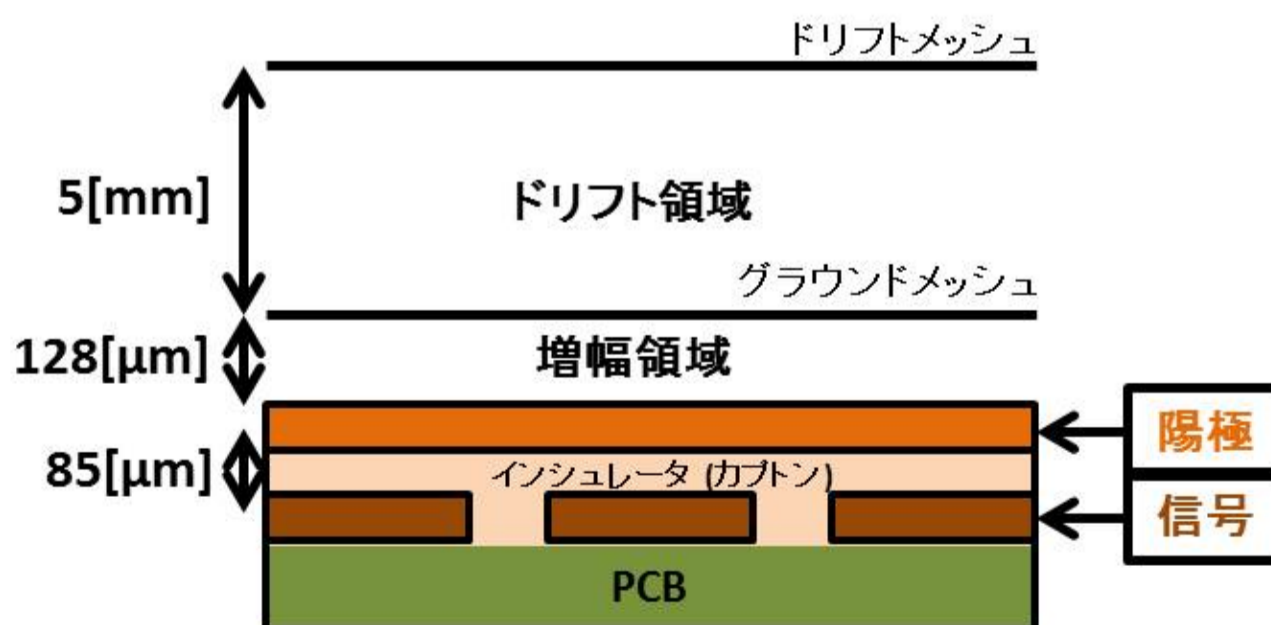 ドリフトメッシュ
5[mm]
ドリフト領域
グラウンドメッシュ
128[μm]
増幅領域
陽極
85[μm]
インシュレータ (カブトン)
信号
PCB